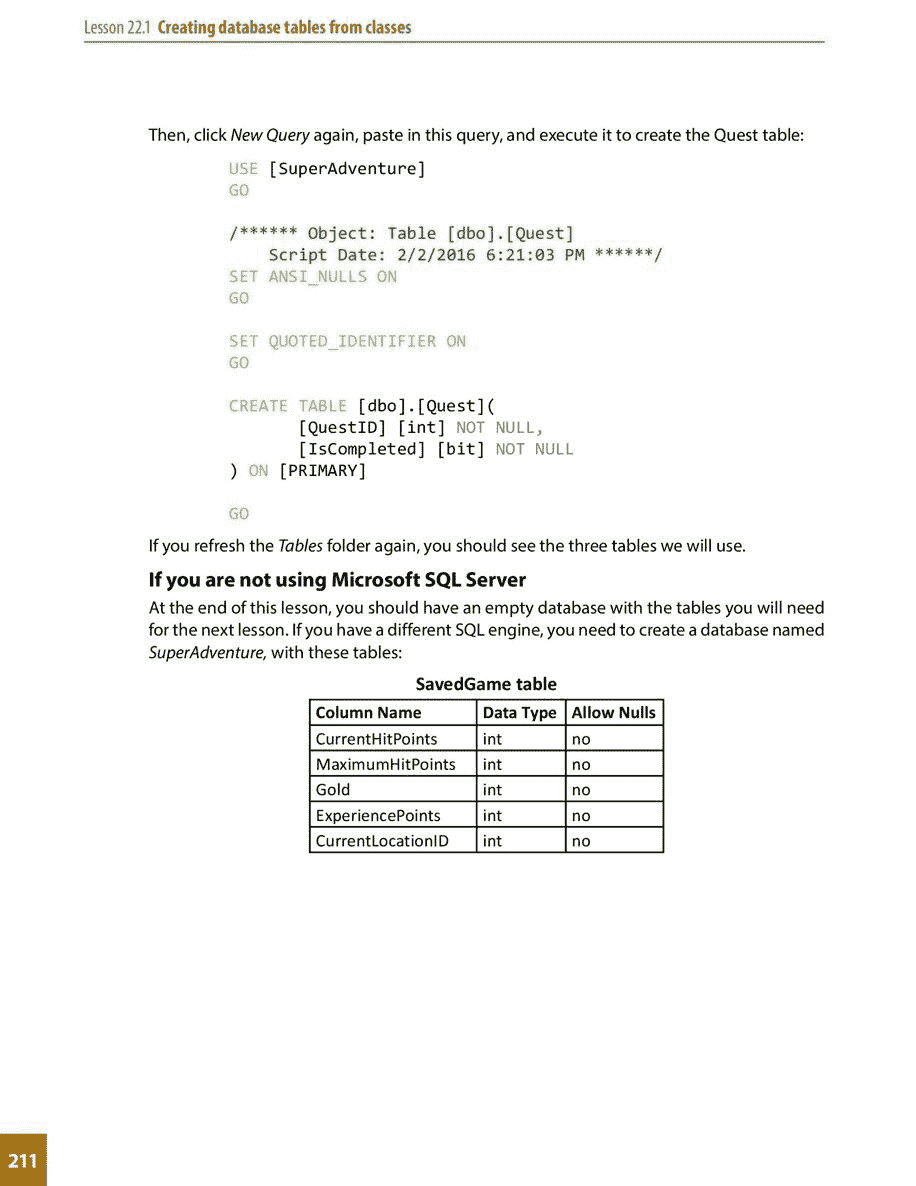 Lesson 22.1 Creating database tables from classes
Then, click New Query again, paste in this query, and execute it to create the Quest table:
USE [SuperAdventure]
GO
/****** Object: Table [dbo].[Quest]
Script Date: 2/2/2016 6:21:03 PM ******/
SET ANSI_NULLS ON
GO
SET QUOTED_IDENTIFIER ON
GO
CREATE TABLE [dbo].[Quest](
[QuestID] [int] NOT NULL,
[IsCompleted] [bit] NOT NULL
) ON [PRIMARY]
GO
If you refresh the Tables folder again, you should see the three tables we will use.
If you are not using Microsoft SQL Server
At the end of this lesson, you should have an empty database with the tables you will need
for the next lesson. If you have a different SQL engine, you need to create a database named
SuperAdventure, with these tables:
SavedGame table
Column Name Data Type Allow Nulls
CurrentHitPoints int no
MaximumHitPoints int no
Gold int no
ExperiencePoints int no
CurrentLocationID int no
211